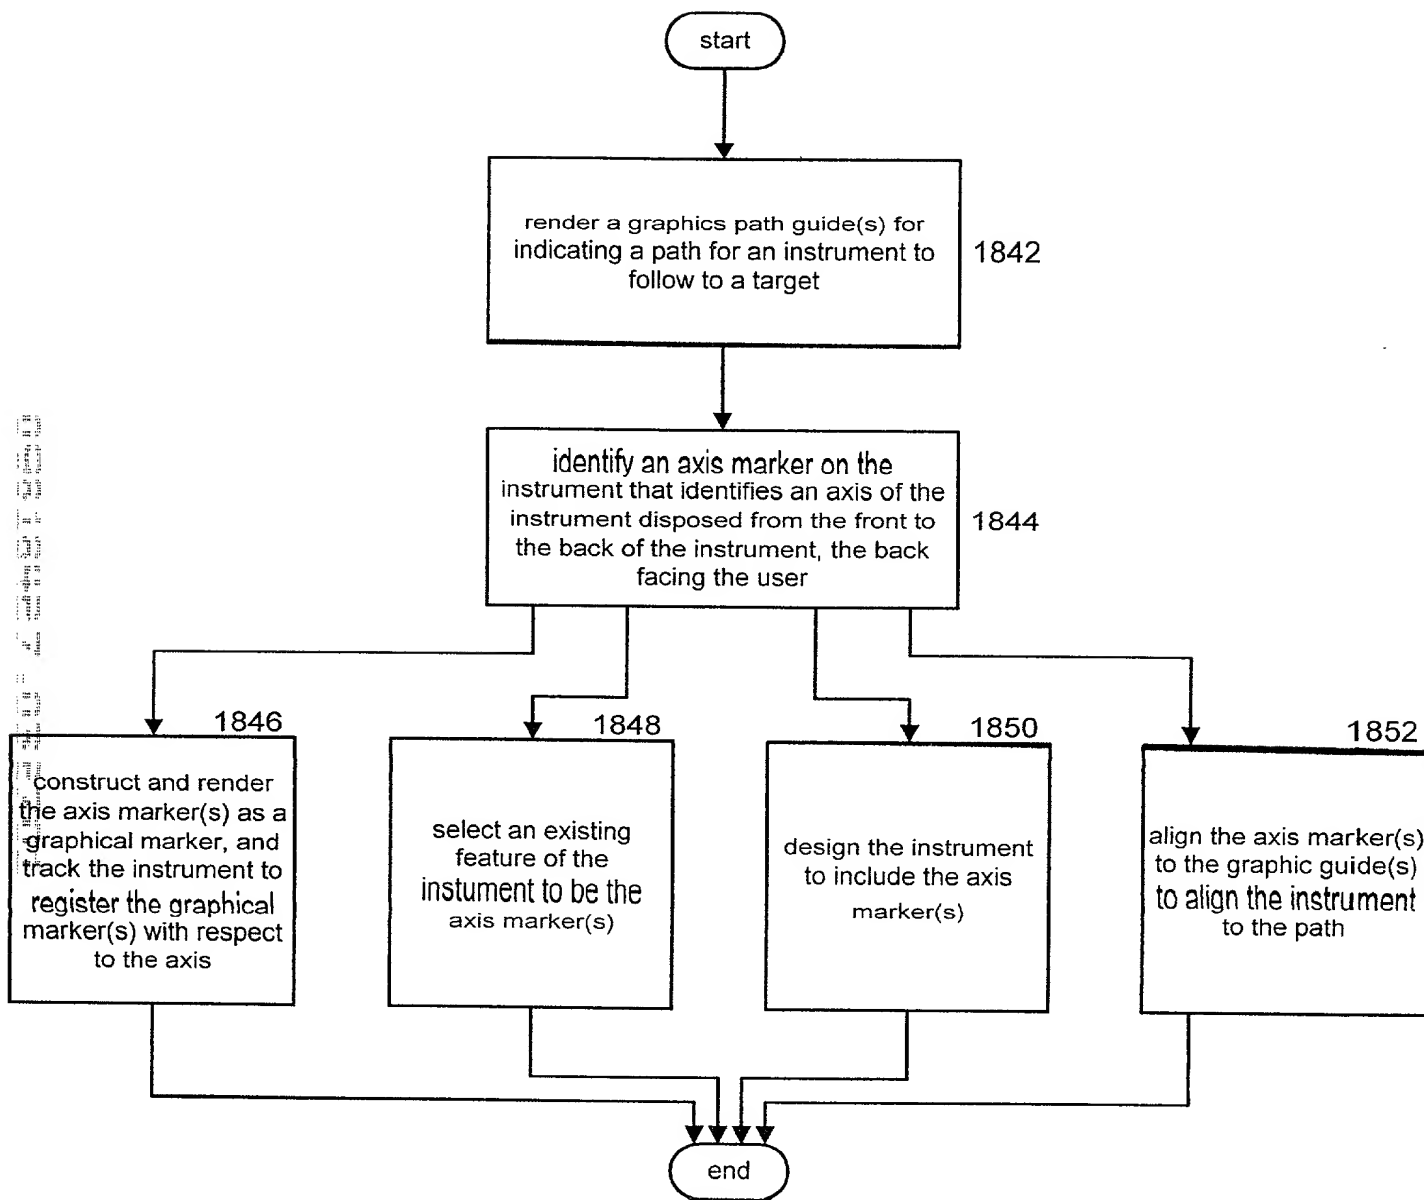 start
render a graphics path guide(s) for
indicating a path for an instrument to
follow to a target
1842
identify an axis marker on the
instrument that identifies an axis of the
instrument disposed from the front to
the back of the instrument, the back
facing the user
1844
1846
construct and render
the axis marker(s) as a
graphical marker, and
track the instrument to
register the graphical
marker(s) with respect
to the axis
1848
select an existing
feature of the
instument to be the
axis marker(s)
1850
design the instrument
to include the axis
marker(s)
1852
align the axis marker(s)
to the graphic guide(s)
to align the instrument
to the path
end